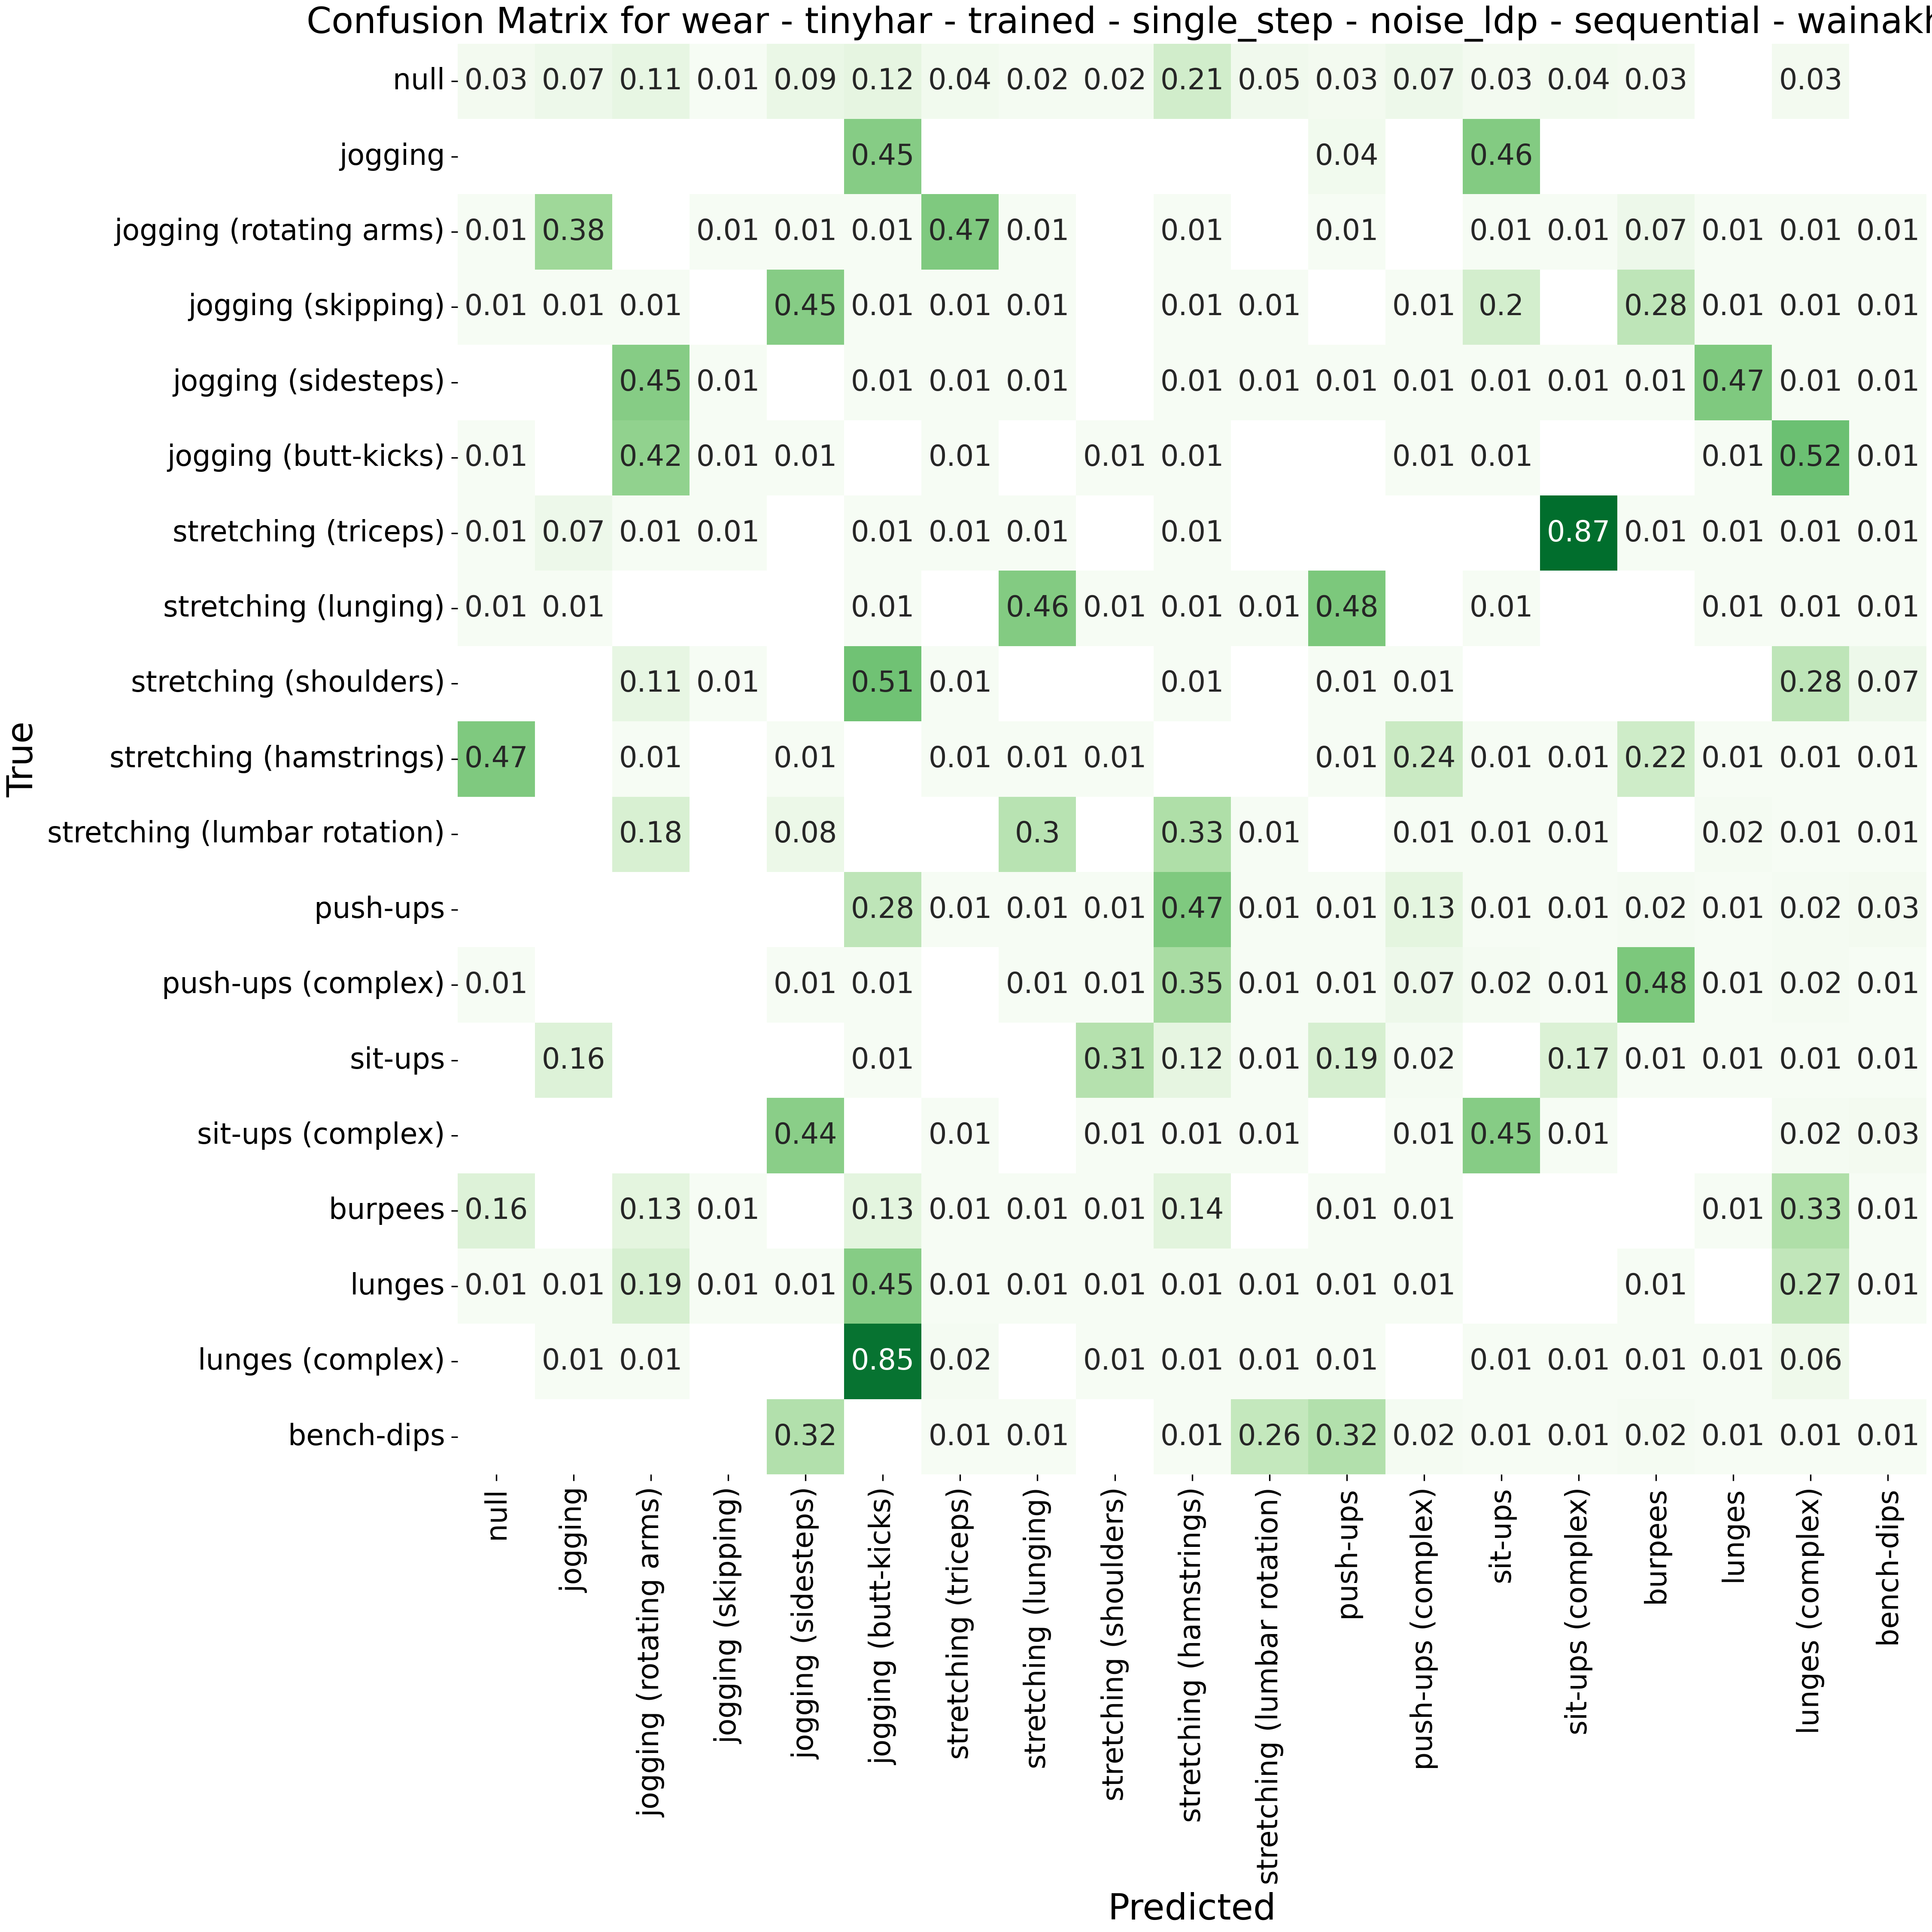 Confusion Matrix for wear - tinyhar - trained - single_step - noise_ldp - sequential - wainakh
null 0.03 0.07 0.11 0.01 0.09 0.12 0.04 0.02 0.02 0.21 0.05 0.03 0.07 0.03 0.04 0.03 0.03
jogging 0.45 0.04 0.46
jogging (rotating arms) 0.01 0.38 0.01 0.01 0.01 0.47 0.01 0.01 0.01 0.01 0.01 0.07 0.01 0.01 0.01
jogging (skipping) 0.01 0.01 0.01 0.45 0.01 0.01 0.01 0.01 0.01 0.01 0.2 0.28 0.01 0.01 0.01
jogging (sidesteps) 0.45 0.01 0.01 0.01 0.01 0.01 0.01 0.01 0.01 0.01 0.01 0.01 0.47 0.01 0.01
jogging (butt-kicks) 0.01 0.42 0.01 0.01 0.01 0.01 0.01 0.01 0.01 0.01 0.52 0.01
stretching (triceps) 0.01 0.07 0.01 0.01 0.01 0.01 0.01 0.01 0.87 0.01 0.01 0.01 0.01
stretching (lunging) 0.01 0.01 0.01 0.46 0.01 0.01 0.01 0.48 0.01 0.01 0.01 0.01
stretching (shoulders) 0.11 0.01 0.51 0.01 0.01 0.01 0.01 0.28 0.07
stretching (hamstrings) 0.47 0.01 0.01 0.01 0.01 0.01 0.01 0.24 0.01 0.01 0.22 0.01 0.01 0.01
stretching (lumbar rotation) 0.18 0.08 0.3 0.33 0.01 0.01 0.01 0.01 0.02 0.01 0.01
push-ups 0.28 0.01 0.01 0.01 0.47 0.01 0.01 0.13 0.01 0.01 0.02 0.01 0.02 0.03
push-ups (complex) 0.01 0.01 0.01 0.01 0.01 0.35 0.01 0.01 0.07 0.02 0.01 0.48 0.01 0.02 0.01
sit-ups 0.16 0.01 0.31 0.12 0.01 0.19 0.02 0.17 0.01 0.01 0.01 0.01
sit-ups (complex) 0.44 0.01 0.01 0.01 0.01 0.01 0.45 0.01 0.02 0.03
burpees 0.16 0.13 0.01 0.13 0.01 0.01 0.01 0.14 0.01 0.01 0.01 0.33 0.01
lunges 0.01 0.01 0.19 0.01 0.01 0.45 0.01 0.01 0.01 0.01 0.01 0.01 0.01 0.01 0.27 0.01
lunges (complex) 0.01 0.01 0.85 0.02 0.01 0.01 0.01 0.01 0.01 0.01 0.01 0.01 0.06
bench-dips 0.32 0.01 0.01 0.01 0.26 0.32 0.02 0.01 0.01 0.02 0.01 0.01 0.01
True
null
jogging
jogging (rotating arms)
jogging (skipping)
jogging (sidesteps)
jogging (butt-kicks)
stretching (triceps)
stretching (lunging)
stretching (shoulders)
stretching (hamstrings)
stretching (lumbar rotation)
push-ups
push-ups (complex)
sit-ups
sit-ups (complex)
burpees
lunges
lunges (complex)
bench-dips
Predicted